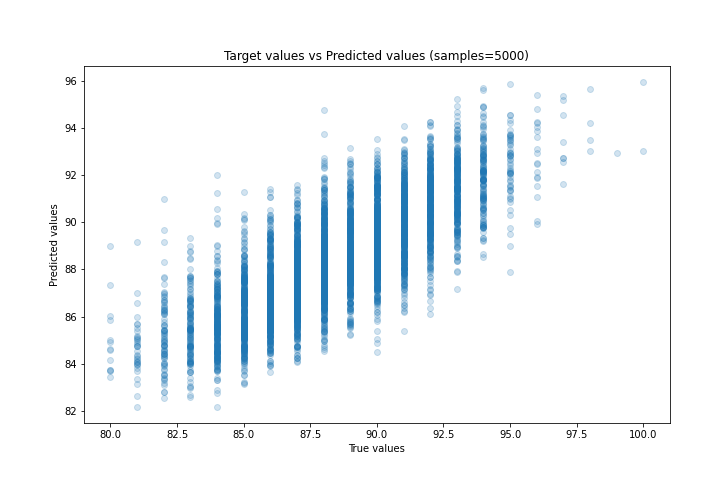 Target values vs Predicted values (samples=5000)
Predicted values
96
94
92
90
88
86
84
82
80.0 82.5 85.0 87.5 90.0 92.5 95.0 97.5 100.0
True values